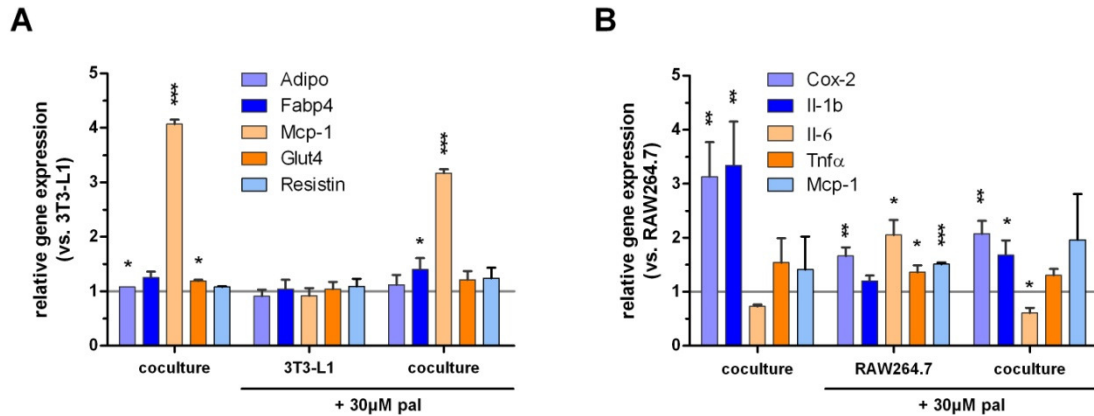 A
relative gene expression
(vs. 3T3-L1)
5
4
3
2
1
0
Adipo
Fabp4
Mcp-1
Glut4
Resistin
*
***
*
*
***
coculture
3T3-L1
coculture
+ 30µM pal
B
relative gene expression
(vs. RAW264.7)
5
4
3
2
1
0
Cox-2
Il-1b
Il-6
Tnfα
Mcp-1
**
**
**
*
*
***
**
*
*
coculture
RAW264.7
coculture
+ 30µM pal